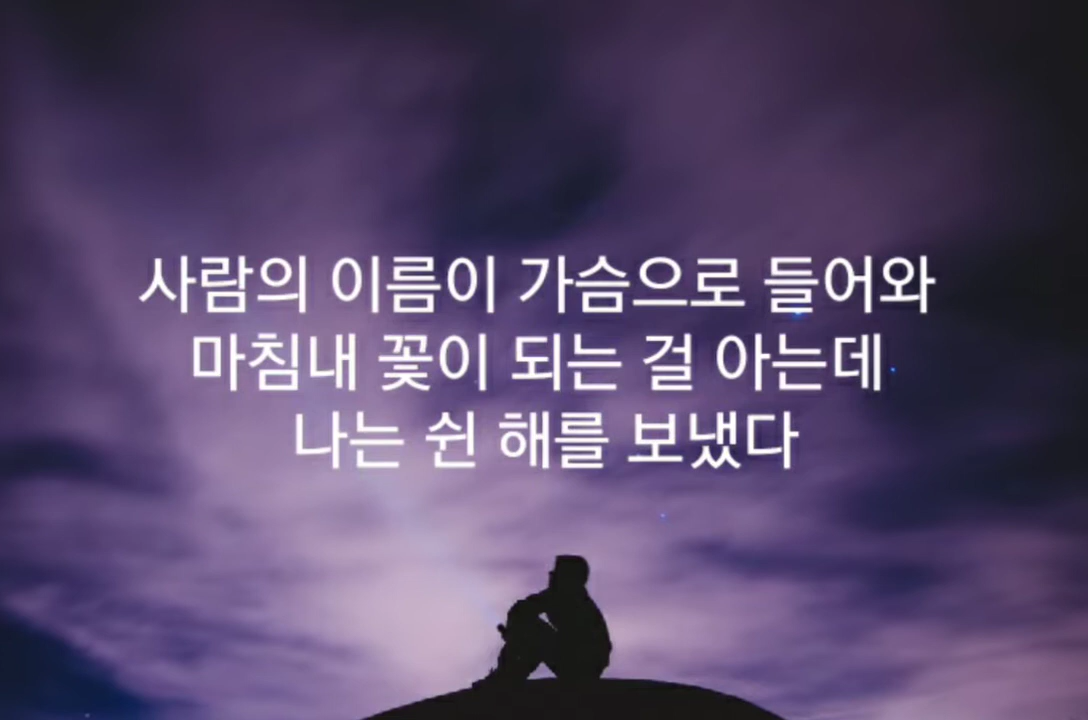 사람의 이름이 가슴으로 들어와
마침내 꽃이 되는 걸 아는데
나는 쉰 해를 보냈다